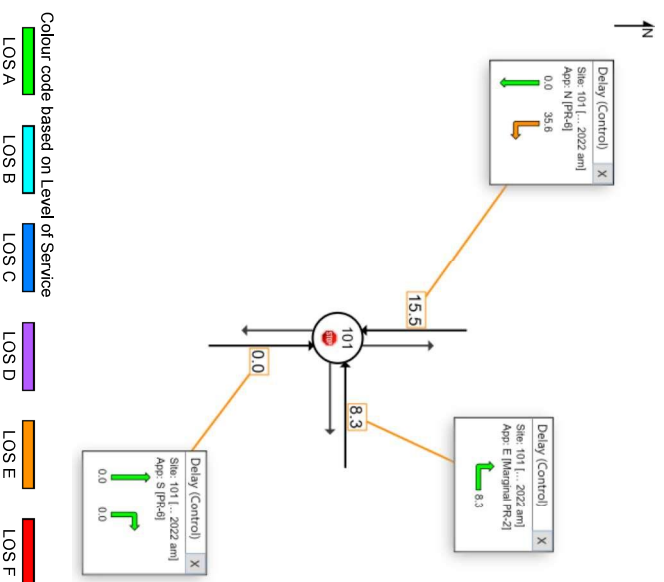 N
Delay (Control) X
Site: 101 [... 2022 am]
App: N [PR-6]
0.0 35.6
Delay (Control) X
Site: 101 [... 2022 am]
App: E [Marginal PR-2]
8.3
15.5
8.3
101
STOP
0.0
Delay (Control) X
Site: 101 [... 2022 am]
App: S [PR-6]
0.0 0.0
Colour code based on Level of Service
LOS A LOS B LOS C LOS D LOS E LOS F